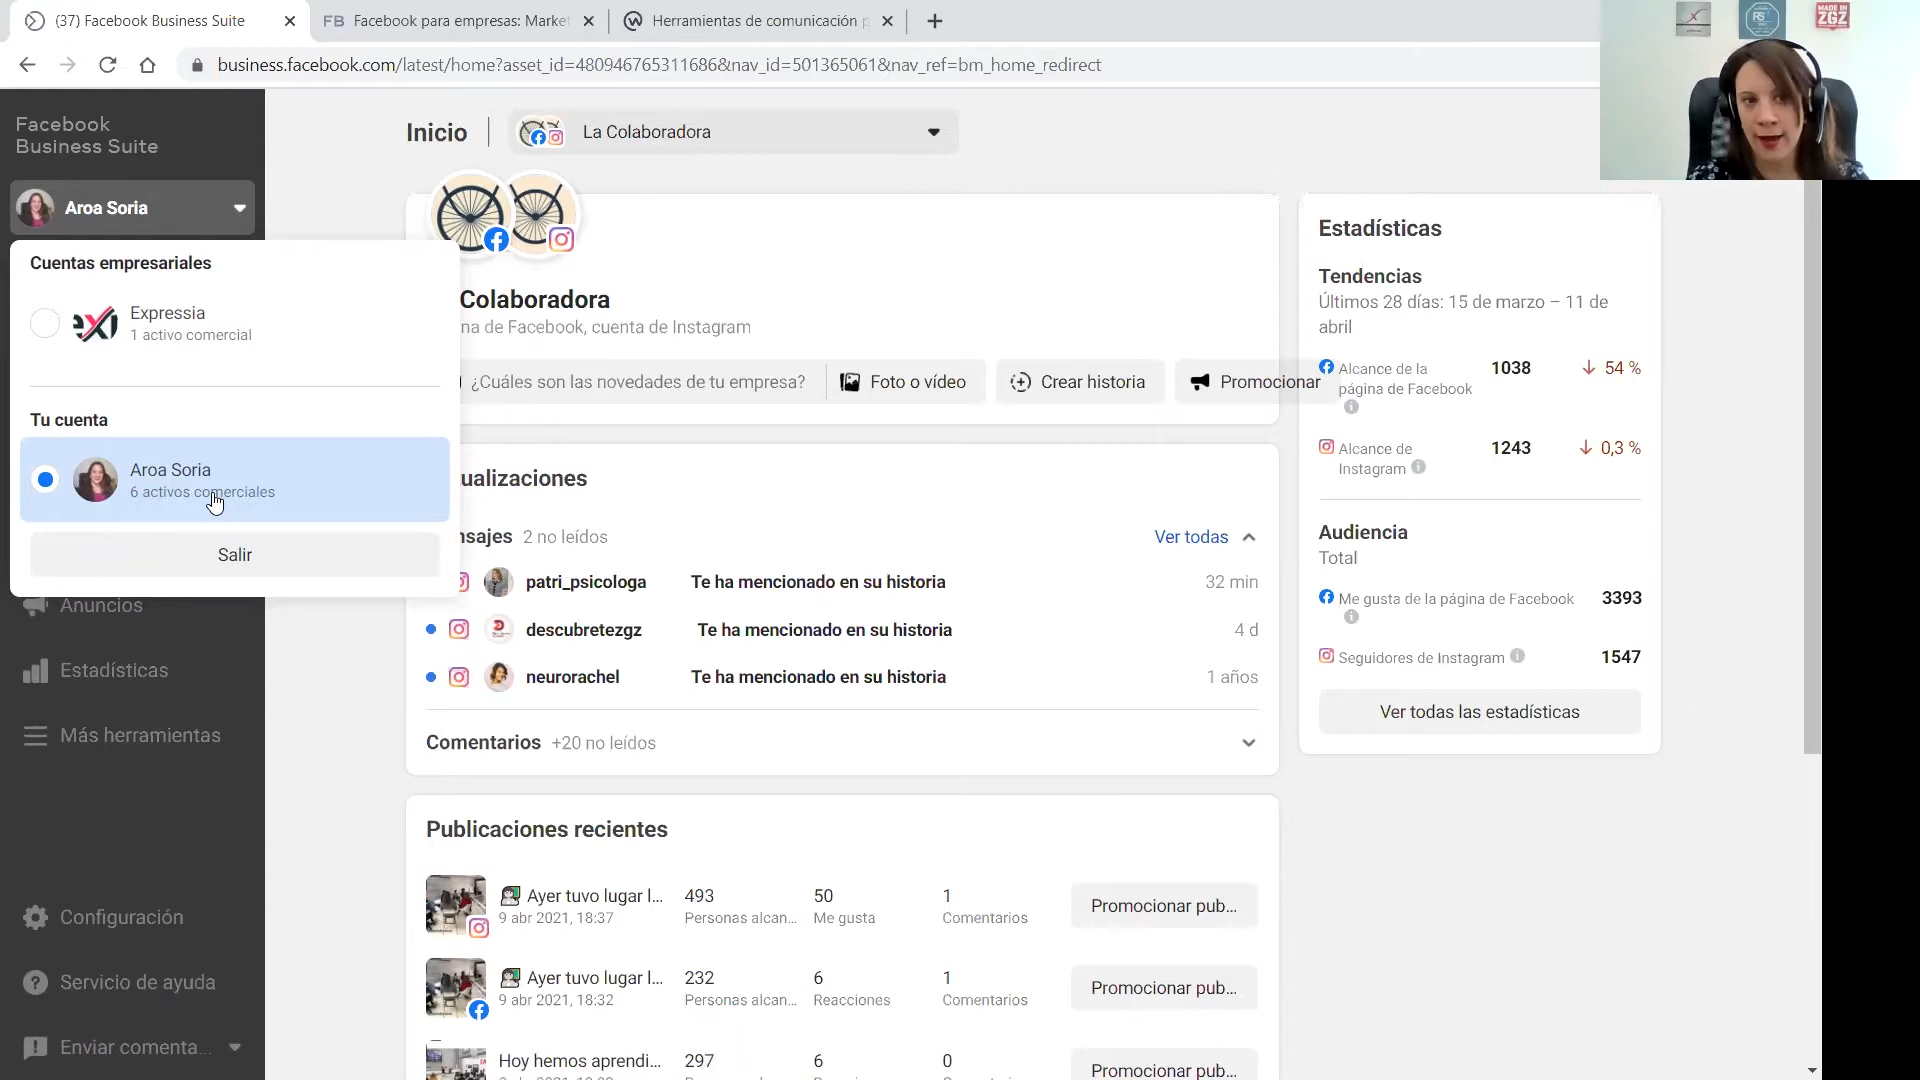 (37) Facebook Business Suite
FB Facebook para empresas: Market
Herramientas de comunicación p
business.facebook.com/latest/home?asset_id=480946765311686&nav_id=501365061&nav_ref=bm_home_redirect
MADE IN
ZGZ
Facebook
Business Suite
Aroa Soria
Cuentas empresariales
Expressia
1 activo comercial
Tu cuenta
Aroa Soria
6 activos comerciales
Salir
Anuncios
Estadísticas
Más herramientas
Configuración
Servicio de ayuda
Enviar comenta...
Inicio
La Colaboradora
Colaboradora
na de Facebook, cuenta de Instagram
¿Cuáles son las novedades de tu empresa?
Foto o vídeo
Crear historia
Promocionar
ualizaciones
nsajes 2 no leídos
Ver todas
patri_psicologa Te ha mencionado en su historia 32 min
descubretezgz Te ha mencionado en su historia 4 d
neurorachel Te ha mencionado en su historia 1 años
Comentarios +20 no leídos
Publicaciones recientes
Ayer tuvo lugar l... 493 50 1 Promocionar pub...
9 abr 2021, 18:37 Personas alcan... Me gusta Comentarios
Ayer tuvo lugar l... 232 6 1 Promocionar pub...
9 abr 2021, 18:32 Personas alcan... Reacciones Comentarios
Hoy hemos aprendi... 297 6 0 Promocionar pub...
Estadísticas
Tendencias
Últimos 28 días: 15 de marzo – 11 de
abril
Alcance de la 1038 ↓ 54 %
página de Facebook
Alcance de 1243 ↓ 0,3 %
Instagram
Audiencia
Total
Me gusta de la página de Facebook 3393
Seguidores de Instagram 1547
Ver todas las estadísticas